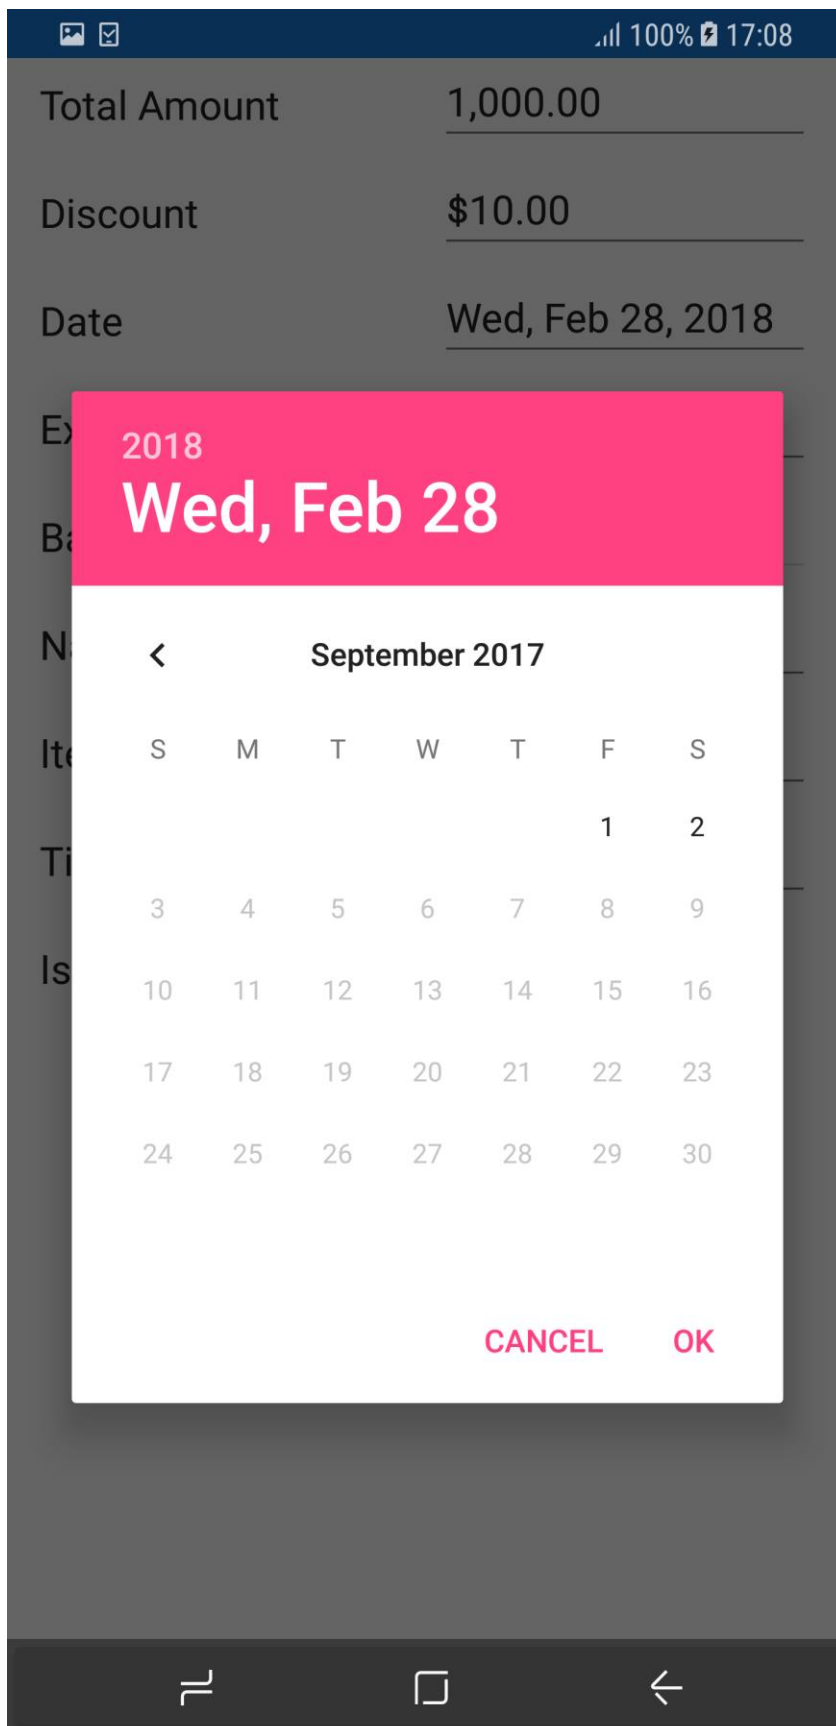 100% 17:08
Total Amount 1,000.00
Discount $10.00
Date Wed, Feb 28, 2018
2018
Wed, Feb 28
September 2017
S M T W T F S
1 2
3 4 5 6 7 8 9
10 11 12 13 14 15 16
17 18 19 20 21 22 23
24 25 26 27 28 29 30
CANCEL OK